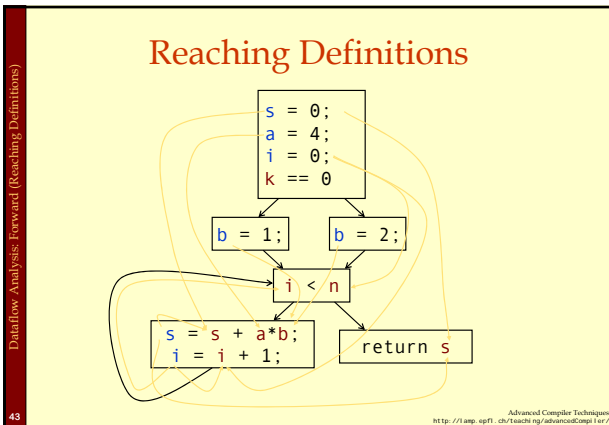 Reaching Definitions
Dataflow Analysis: Forward (Reaching Definitions)
s = 0;
a = 4;
i = 0;
k == 0
b = 1;
b = 2;
i < n
s = s + a*b;
i = i + 1;
return s
43
Advanced Compiler Techniques
http://lamp.epfl.ch/teaching/advancedCompiler/